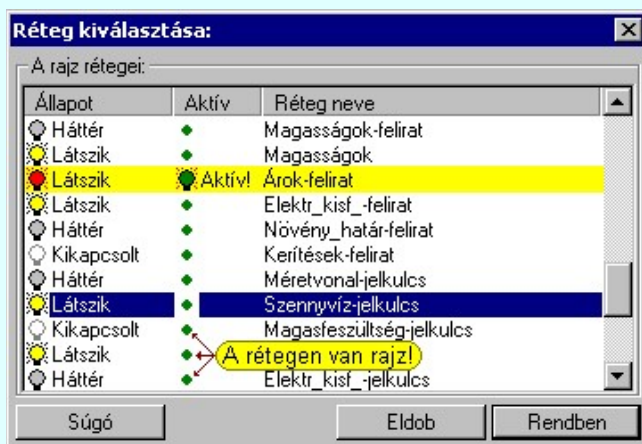 Réteg kiválasztása:
A rajz rétegei:
Állapot Aktív Réteg neve
Háttér Magasságok-felirat
Látszik Magasságok
Látszik Aktív! Árok-felirat
Látszik Elektr_kisf_-felirat
Háttér Növény_határ-felirat
Kikapcsolt Kerítések-felirat
Háttér Méretvonal-jelkulcs
Látszik Szennyvíz-jelkulcs
Kikapcsolt Magasfeszültség-jelkulcs
Látszik A rétegen van rajz!
Háttér Elektr_kisf_-jelkulcs
Súgó Eldob Rendben